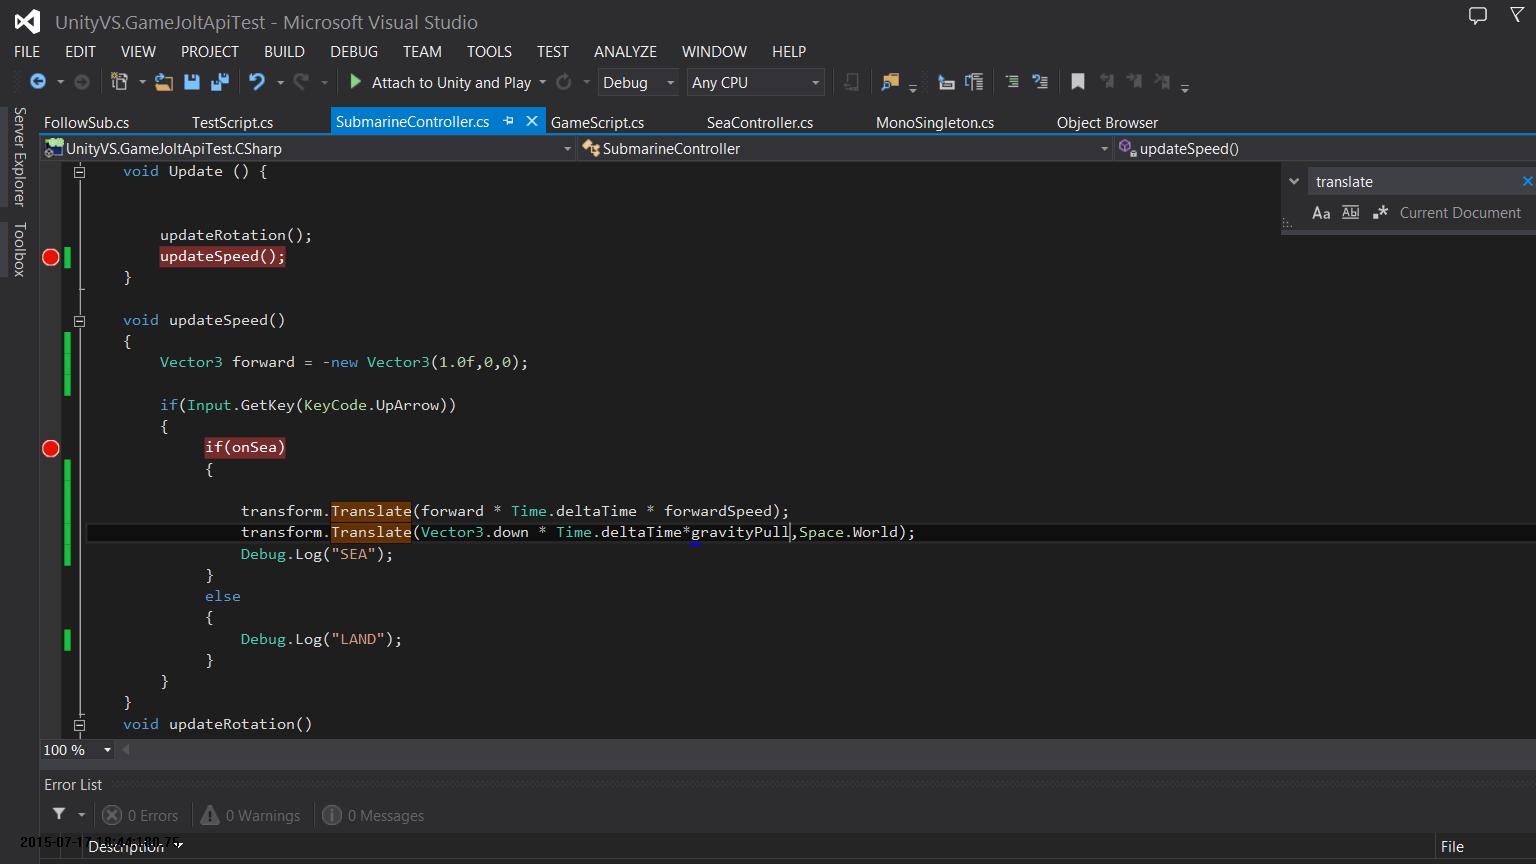 UnityVS.GameJoltApiTest - Microsoft Visual Studio
FILE EDIT VIEW PROJECT BUILD DEBUG TEAM TOOLS TEST ANALYZE WINDOW HELP
Attach to Unity and Play Debug Any CPU
Server Explorer
Toolbox
FollowSub.cs TestScript.cs SubmarineController.cs GameScript.cs SeaController.cs MonoSingleton.cs Object Browser
UnityVS.GameJoltApiTest.CSharp SubmarineController updateSpeed()
translate
Aa Abl .* Current Document
void Update () {
updateRotation();
updateSpeed();
}
void updateSpeed()
{
Vector3 forward = -new Vector3(1.0f,0,0);
if(Input.GetKey(KeyCode.UpArrow))
{
if(onSea)
{
transform.Translate(forward * Time.deltaTime * forwardSpeed);
transform.Translate(Vector3.down * Time.deltaTime*gravityPull,Space.World);
Debug.Log("SEA");
}
else
{
Debug.Log("LAND");
}
}
}
void updateRotation()
100 %
Error List
0 Errors 0 Warnings 0 Messages
Description File